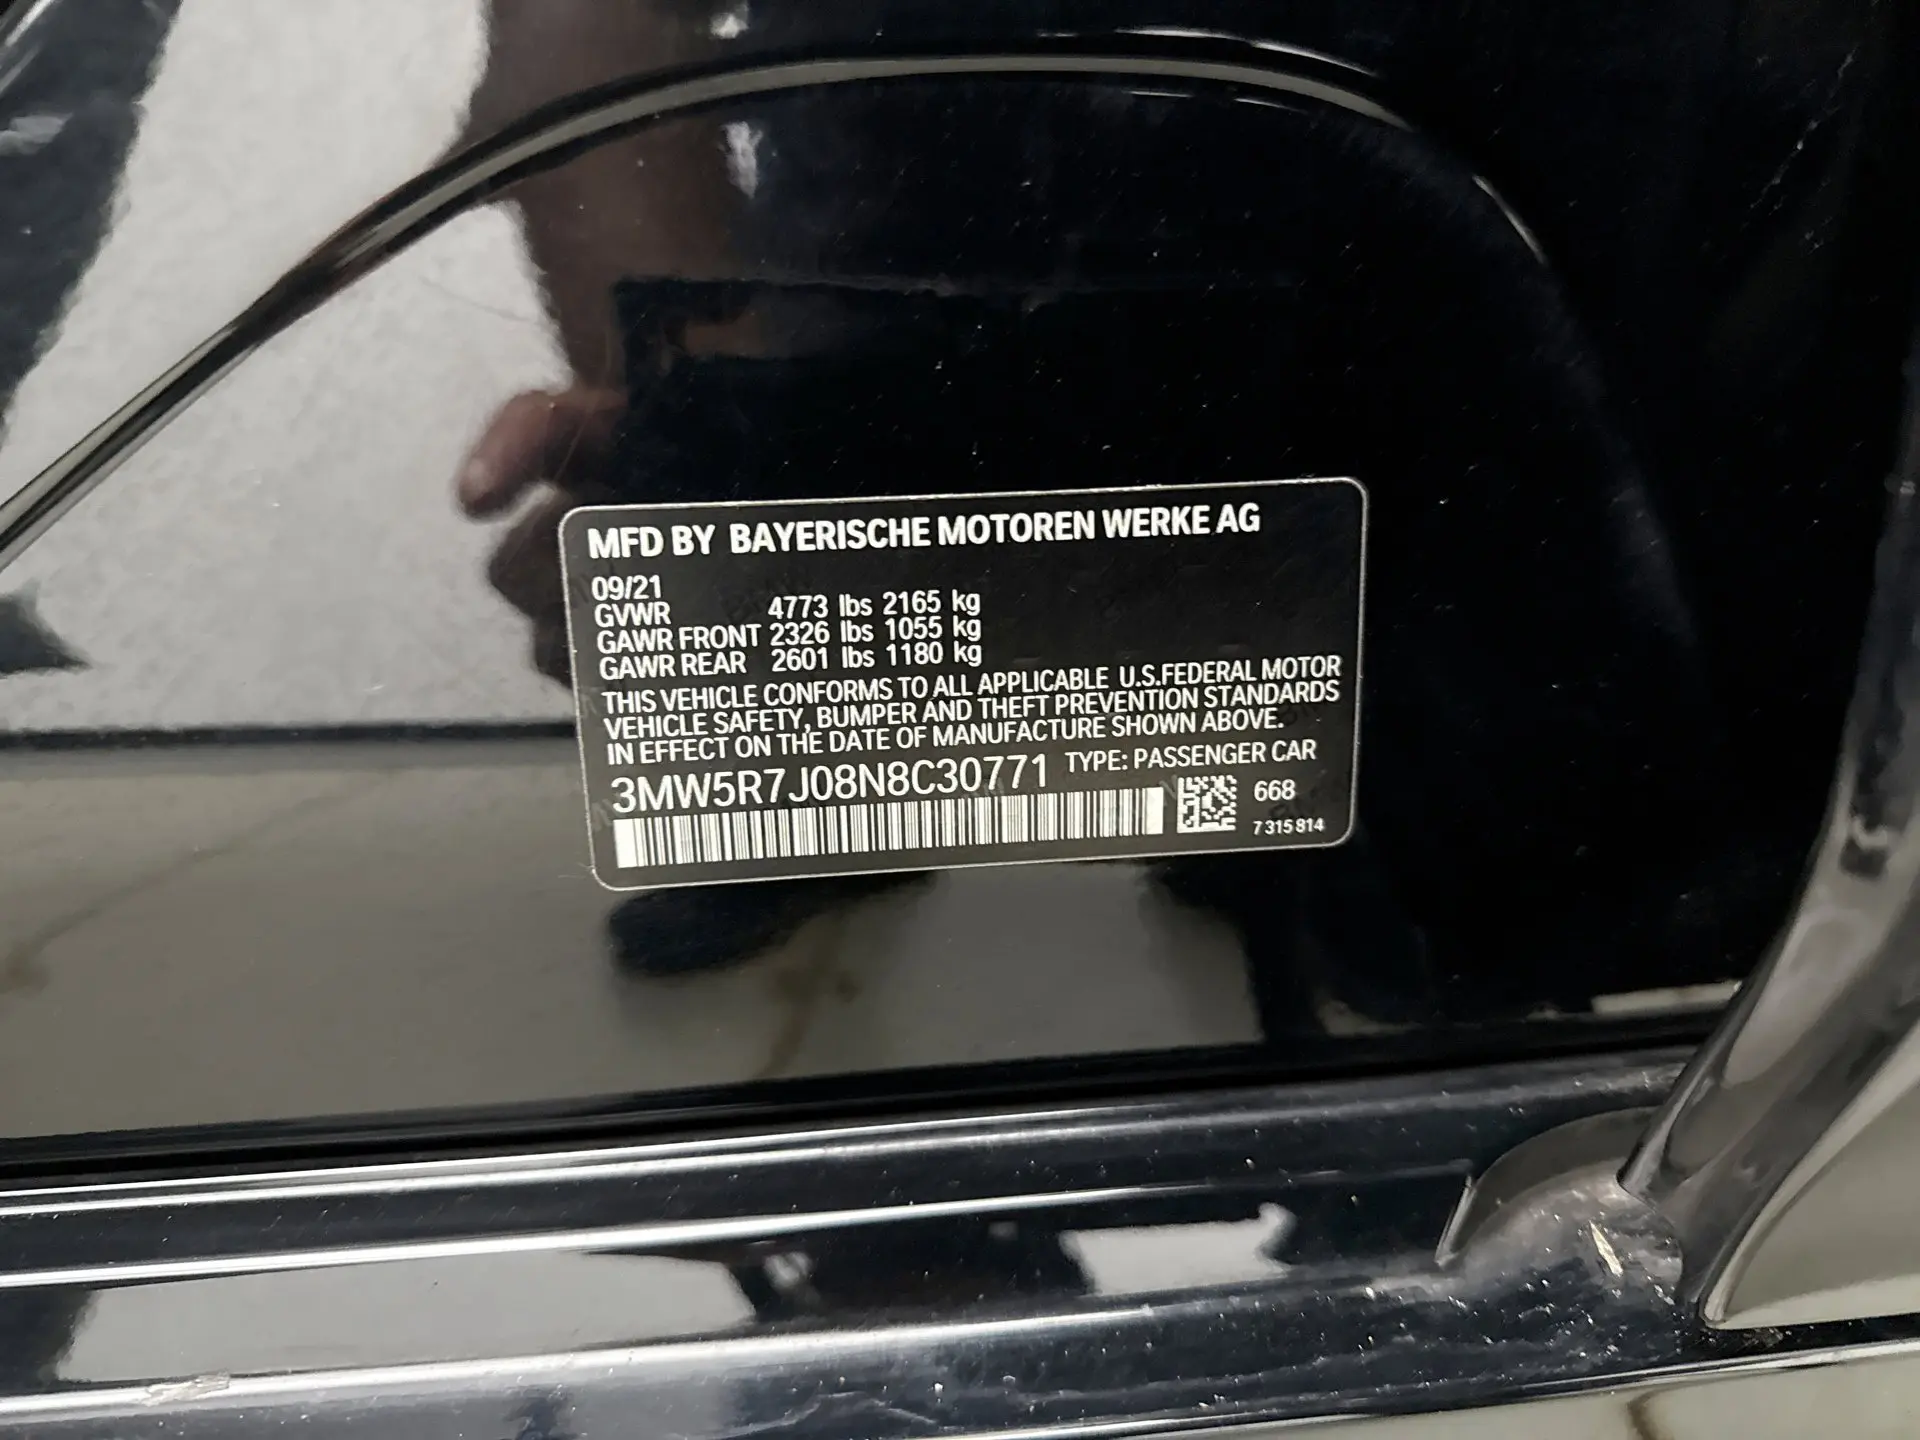 MFD BY BAYERISCHE MOTOREN WERKE AG
09/21
GVWR 4773 lbs 2165 kg
GAWR FRONT 2326 lbs 1055 kg
GAWR REAR 2601 lbs 1180 kg
THIS VEHICLE CONFORMS TO ALL APPLICABLE U.S.FEDERAL MOTOR
VEHICLE SAFETY, BUMPER AND THEFT PREVENTION STANDARDS
IN EFFECT ON THE DATE OF MANUFACTURE SHOWN ABOVE.
3MW5R7J08N8C30771 TYPE: PASSENGER CAR
668
7 315 814